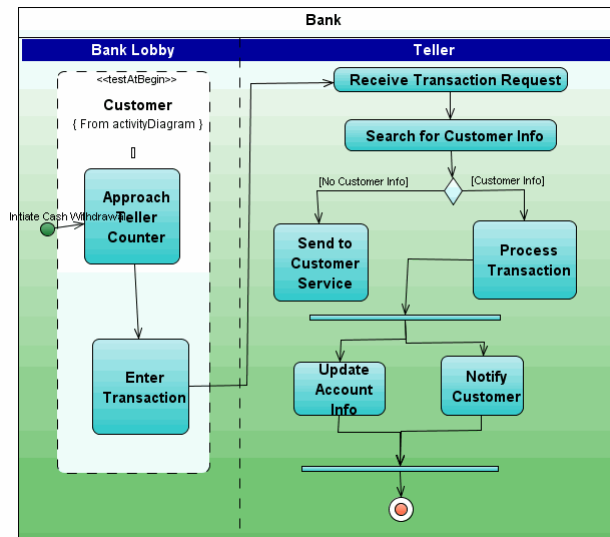 Bank
Bank Lobby
Teller
<<testAtBegin>>
Customer
{ From activityDiagram }
Intiate Cash Withdrawal
Approach
Teller
Counter
Enter
Transaction
Receive Transaction Request
Search for Customer Info
[No Customer Info]
[Customer Info]
Send to
Customer
Service
Process
Transaction
Update
Account
Info
Notify
Customer